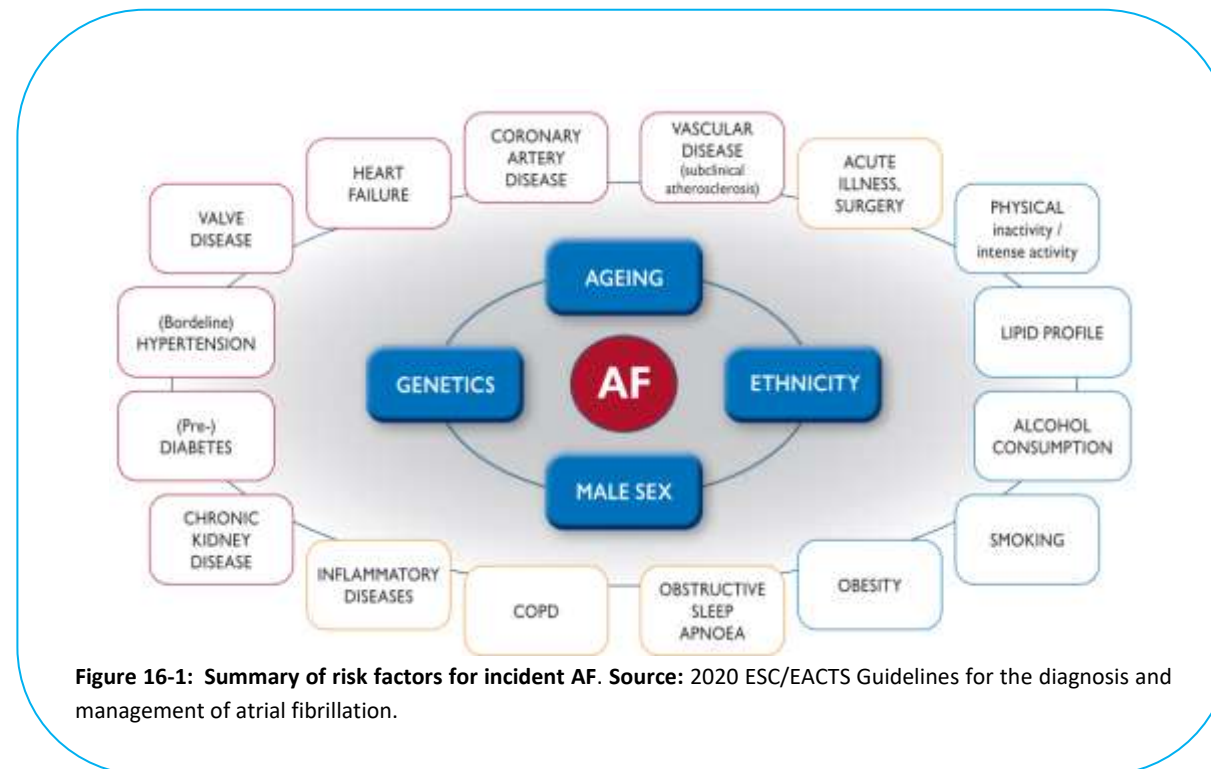 CORONARY
ARTERY
DISEASE
VASCULAR
DISEASE
(subclinical
atherosclerosis)
HEART
FAILURE
ACUTE
ILLNESS,
SURGERY
VALVE
DISEASE
PHYSICAL
inactivity /
intense activity
(Bordeline)
HYPERTENSION
LIPID PROFILE
(Pre-)
DIABETES
ALCOHOL
CONSUMPTION
CHRONIC
KIDNEY
DISEASE
SMOKING
INFLAMMATORY
DISEASES
COPD
OBSTRUCTIVE
SLEEP
APNOEA
OBESITY
AGEING
GENETICS
AF
ETHNICITY
MALE SEX
Figure 16-1: Summary of risk factors for incident AF. Source: 2020 ESC/EACTS Guidelines for the diagnosis and
management of atrial fibrillation.